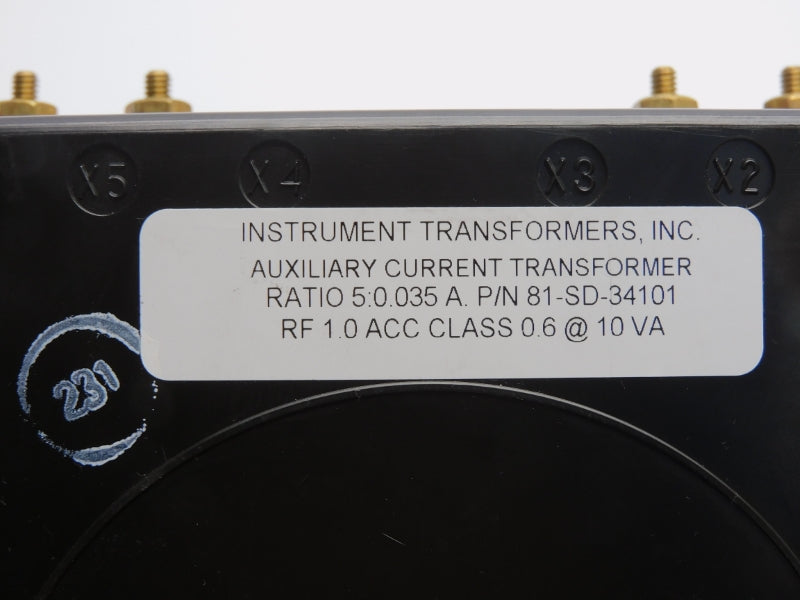 X5 X4 X3 X2
INSTRUMENT TRANSFORMERS, INC.
AUXILIARY CURRENT TRANSFORMER
RATIO 5:0.035 A. P/N 81-SD-34101
RF 1.0 ACC CLASS 0.6 @ 10 VA
231